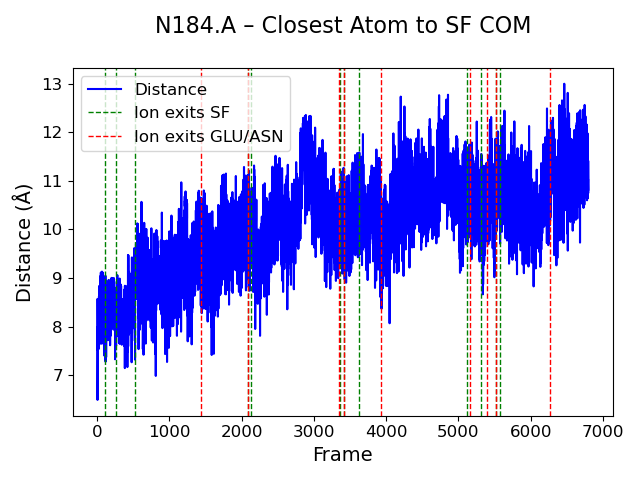 N184.A – Closest Atom to SF COM
Distance
Ion exits SF
Ion exits GLU/ASN
Distance (Å)
13
12
11
10
9
8
7
0 1000 2000 3000 4000 5000 6000 7000
Frame